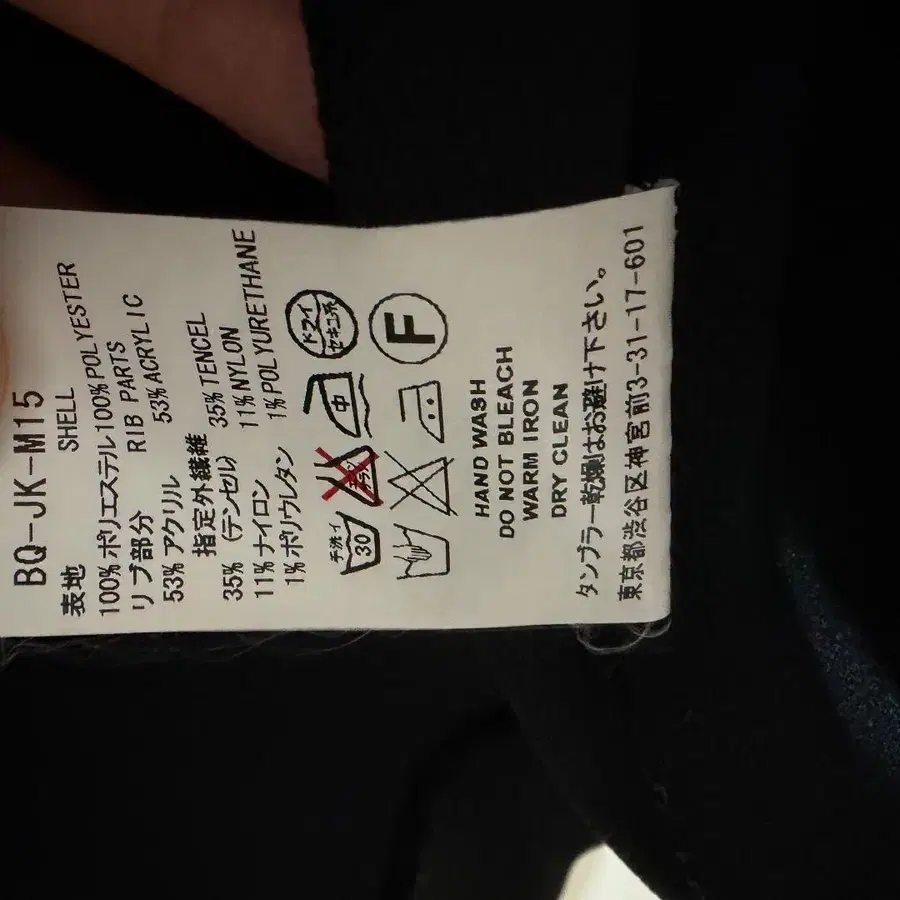 BQ-JK-M15
表地 SHELL
100%ポリエステル 100%POLYESTER
リブ部分 RIB PARTS
53%アクリル 53%ACRYLIC
指定外繊維
35%(テンセル) 35%TENCEL
11%ナイロン 11%NYLON
1%ポリウレタン 1%POLYURETHANE
手洗イ 30 中 ドライ セキユ系
F
HAND WASH
DO NOT BLEACH
WARM IRON
DRY CLEAN
タンブラー乾燥はお避け下さい。
東京都渋谷区神宮前3-31-17-601